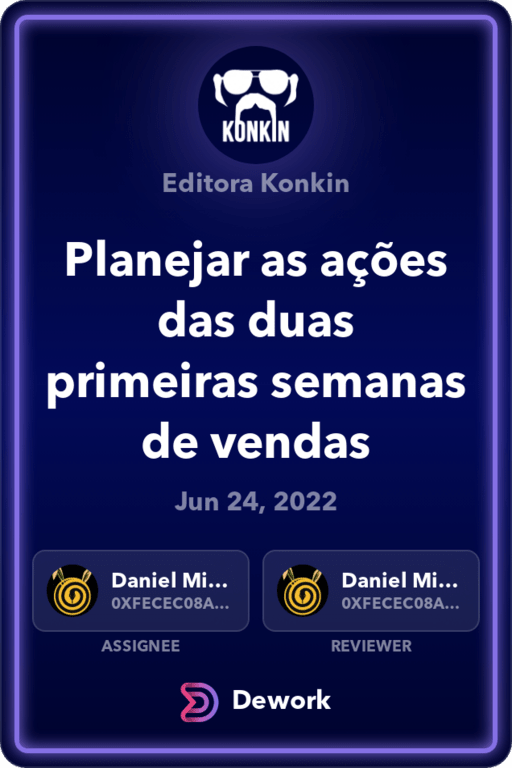 KONKIN
Editora Konkin
Planejar as ações
das duas
primeiras semanas
de vendas
Jun 24, 2022
Daniel Mi... Daniel Mi...
0XFECEC08A... 0XFECEC08A...
ASSIGNEE REVIEWER
Dework